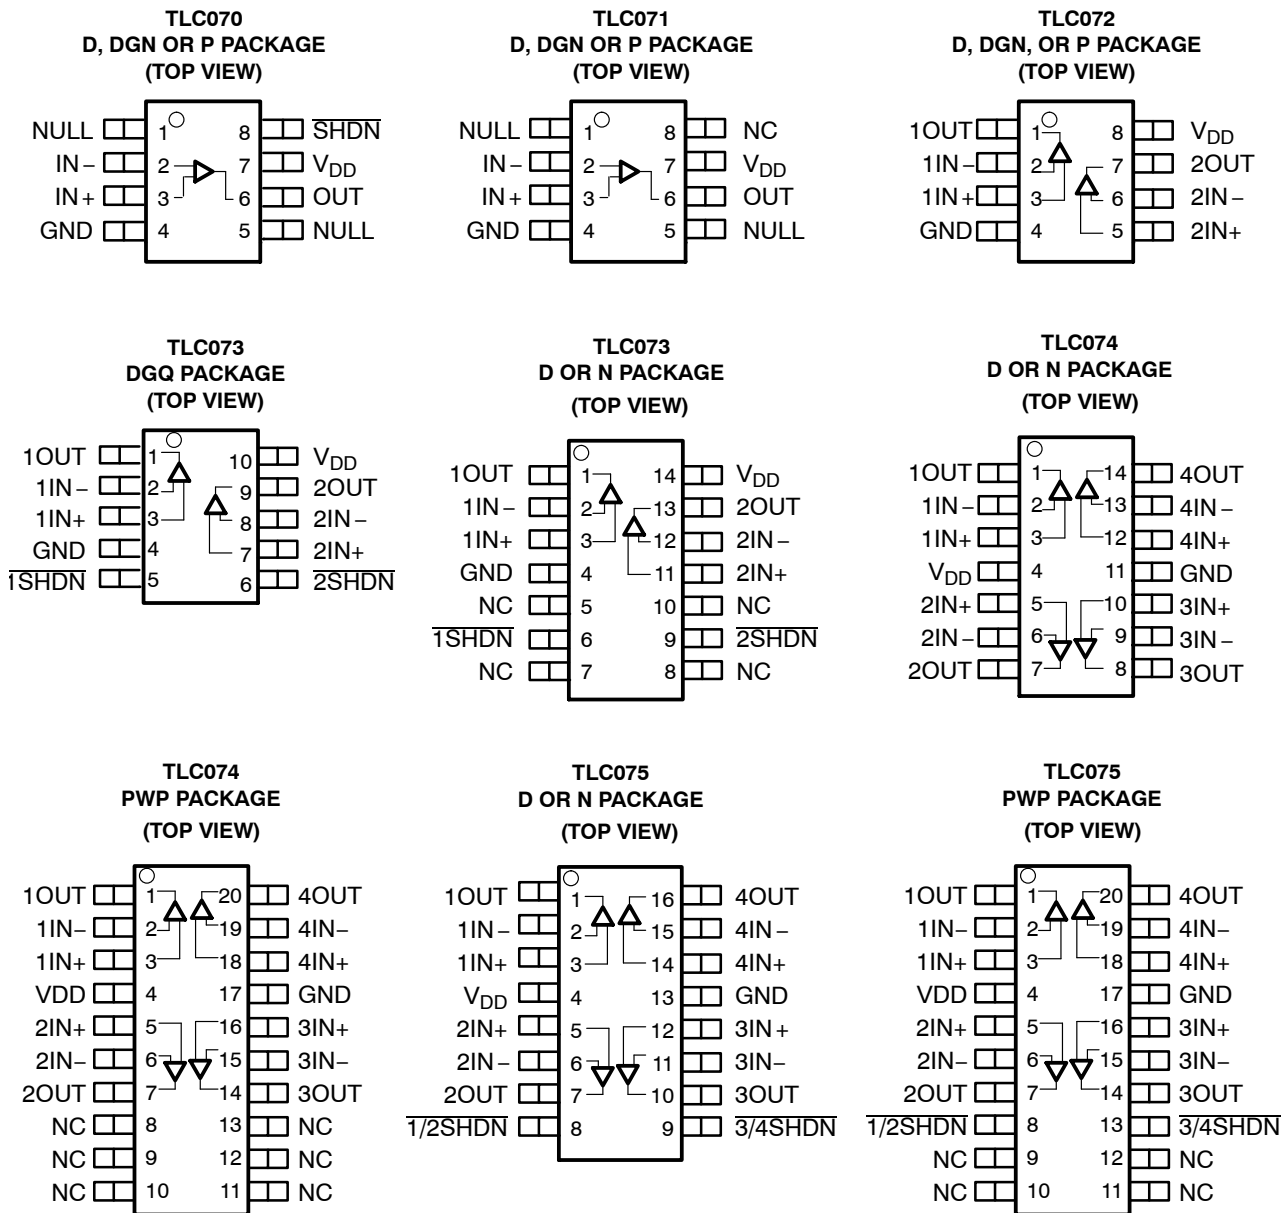 TLC070
D, DGN OR P PACKAGE
(TOP VIEW)
NULL 1 8 SHDN
IN− 2 7 VDD
IN+ 3 6 OUT
GND 4 5 NULL
TLC071
D, DGN OR P PACKAGE
(TOP VIEW)
NULL 1 8 NC
IN− 2 7 VDD
IN+ 3 6 OUT
GND 4 5 NULL
TLC072
D, DGN, OR P PACKAGE
(TOP VIEW)
1OUT 1 8 VDD
1IN− 2 7 2OUT
1IN+ 3 6 2IN−
GND 4 5 2IN+
TLC073
DGQ PACKAGE
(TOP VIEW)
1OUT 1 10 VDD
1IN− 2 9 2OUT
1IN+ 3 8 2IN−
GND 4 7 2IN+
1SHDN 5 6 2SHDN
TLC073
D OR N PACKAGE
(TOP VIEW)
1OUT 1 14 VDD
1IN− 2 13 2OUT
1IN+ 3 12 2IN−
GND 4 11 2IN+
NC 5 10 NC
1SHDN 6 9 2SHDN
NC 7 8 NC
TLC074
D OR N PACKAGE
(TOP VIEW)
1OUT 1 14 4OUT
1IN− 2 13 4IN−
1IN+ 3 12 4IN+
VDD 4 11 GND
2IN+ 5 10 3IN+
2IN− 6 9 3IN−
2OUT 7 8 3OUT
TLC074
PWP PACKAGE
(TOP VIEW)
1OUT 1 20 4OUT
1IN− 2 19 4IN−
1IN+ 3 18 4IN+
VDD 4 17 GND
2IN+ 5 16 3IN+
2IN− 6 15 3IN−
2OUT 7 14 3OUT
NC 8 13 NC
NC 9 12 NC
NC 10 11 NC
TLC075
D OR N PACKAGE
(TOP VIEW)
1OUT 1 16 4OUT
1IN− 2 15 4IN−
1IN+ 3 14 4IN+
VDD 4 13 GND
2IN+ 5 12 3IN+
2IN− 6 11 3IN−
2OUT 7 10 3OUT
1/2SHDN 8 9 3/4SHDN
TLC075
PWP PACKAGE
(TOP VIEW)
1OUT 1 20 4OUT
1IN− 2 19 4IN−
1IN+ 3 18 4IN+
VDD 4 17 GND
2IN+ 5 16 3IN+
2IN− 6 15 3IN−
2OUT 7 14 3OUT
1/2SHDN 8 13 3/4SHDN
NC 9 12 NC
NC 10 11 NC